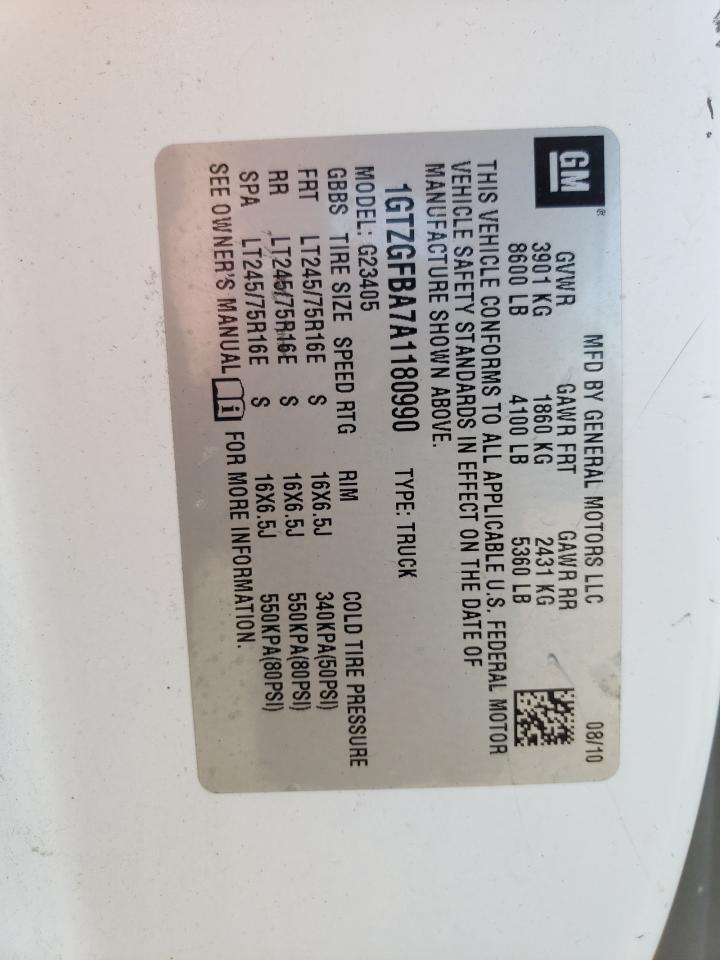 GM ®
MFD BY GENERAL MOTORS LLC 08/10
GVWR GAWR FRT GAWR RR
3901 KG 1860 KG 2431 KG
8600 LB 4100 LB 5360 LB
THIS VEHICLE CONFORMS TO ALL APPLICABLE U.S. FEDERAL MOTOR
VEHICLE SAFETY STANDARDS IN EFFECT ON THE DATE OF
MANUFACTURE SHOWN ABOVE.
1GTZGFBA7A1180990 TYPE: TRUCK
MODEL: G23405
GBBS TIRE SIZE SPEED RTG RIM COLD TIRE PRESSURE
FRT LT245/75R16E S 16X6.5J 340KPA(50PSI)
RR LT245/75R16E S 16X6.5J 550KPA(80PSI)
SPA LT245/75R16E S 16X6.5J 550KPA(80PSI)
SEE OWNER'S MANUAL i FOR MORE INFORMATION.